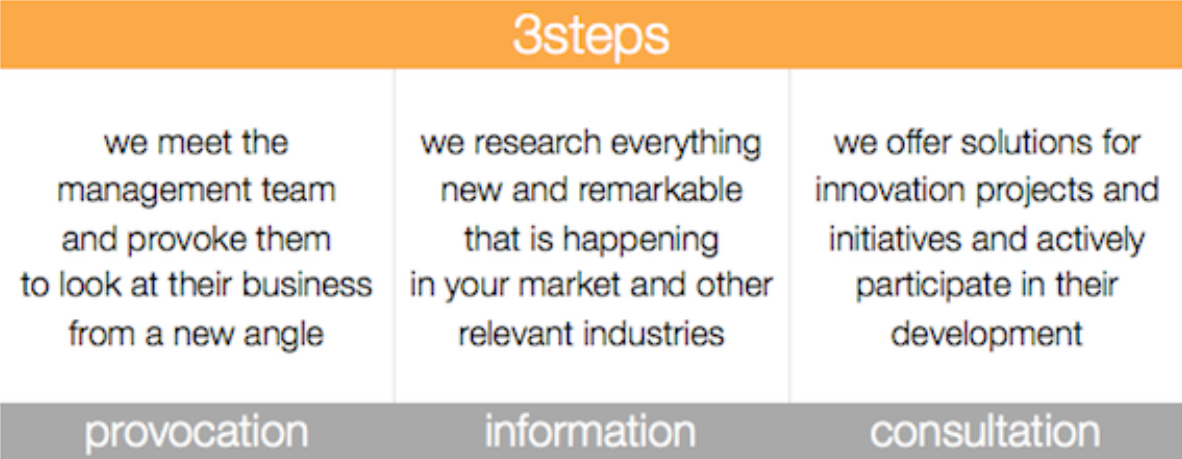 3steps
we meet the
management team
and provoke them
to look at their business
from a new angle
we research everything
new and remarkable
that is happening
in your market and other
relevant industries
we offer solutions for
innovation projects and
initiatives and actively
participate in their
development
provocation
information
consultation